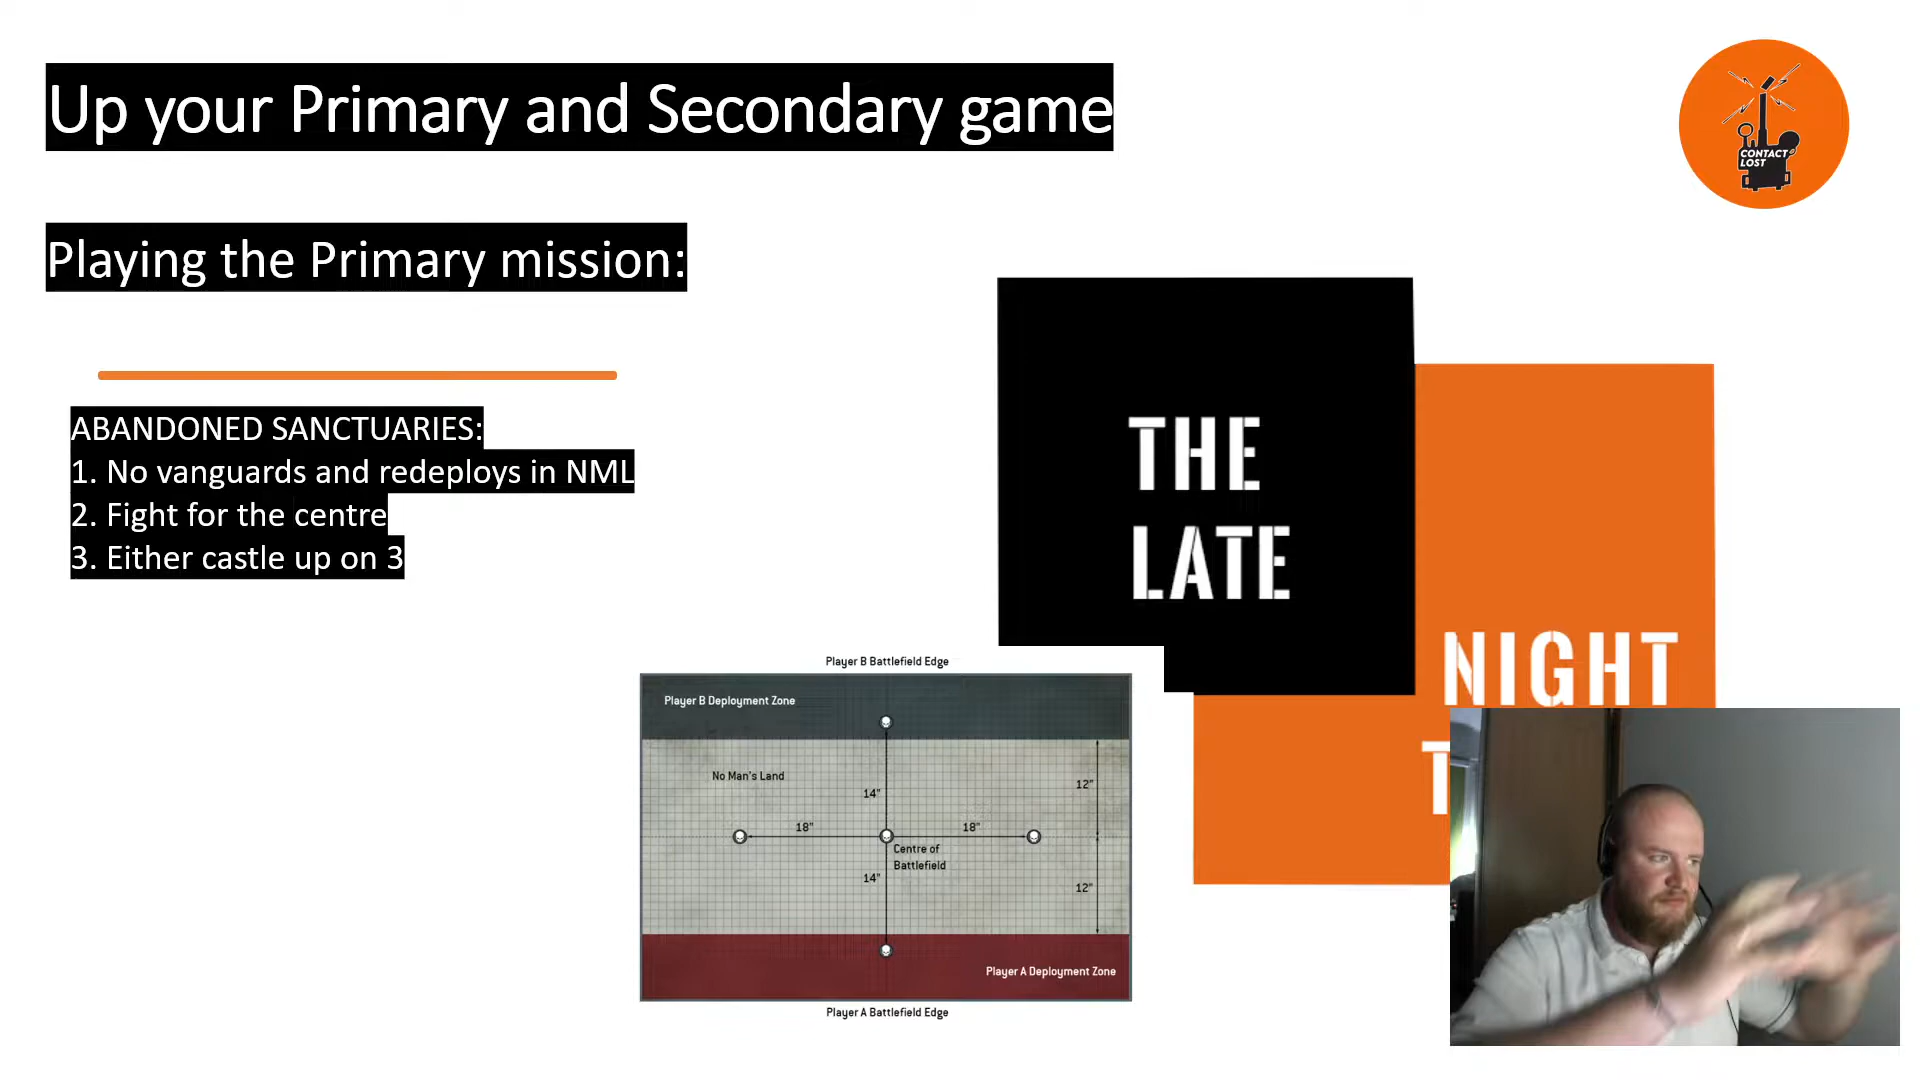 Up your Primary and Secondary game
CONTACT
LOST
Playing the Primary mission:
ABANDONED SANCTUARIES:
1. No vanguards and redeploys in NML
2. Fight for the centre
3. Either castle up on 3
THE
LATE
NIGHT
T
Player B Battlefield Edge
Player B Deployment Zone
No Man's Land
14"
12"
18"
18"
Centre of
Battlefield
14"
12"
Player A Deployment Zone
Player A Battlefield Edge